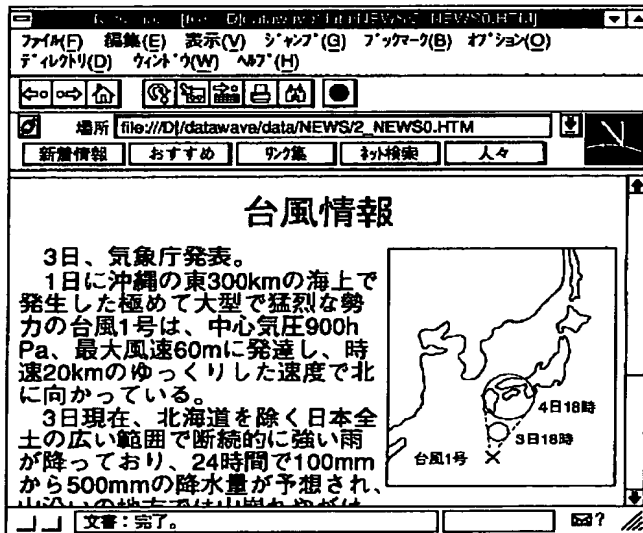 ﾌｧｲﾙ(F) 編集(E) 表示(V) ｼﾞｬﾝﾌﾟ(G) ﾌﾞｯｸﾏｰｸ(B) ｵﾌﾟｼｮﾝ(O)
ﾃﾞｨﾚｸﾄﾘ(D) ｳｨﾝﾄﾞｳ(W) ﾍﾙﾌﾟ(H)
場所 file:///D|/datawave/data/NEWS/2_NEWS0.HTM
新着情報 おすすめ ﾘﾝｸ集 ﾈｯﾄ検索 人々
台風情報
3日、気象庁発表。
1日に沖縄の東300kmの海上で
発生した極めて大型で猛烈な勢
力の台風1号は、中心気圧900h
Pa、最大風速60mに発達し、時
速20kmのゆっくりした速度で北
に向かっている。
3日現在、北海道を除く日本全
土の広い範囲で断続的に強い雨
が降っており、24時間で100mm
から500mmの降水量が予想され、
4日18時
3日18時
台風1号
文書：完了。
?